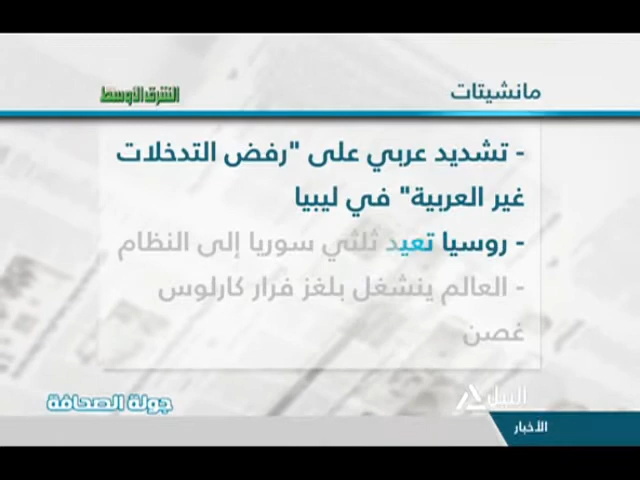 مانشيتات
الشرق الأوسط
- تشديد عربي على "رفض التدخلات
غير العربية" في ليبيا
- روسيا تعيد ثلثي سوريا إلى النظام
- العالم ينشغل بلغز فرار كارلوس
غصن
النيل
جولة الصحافة
الأخبار